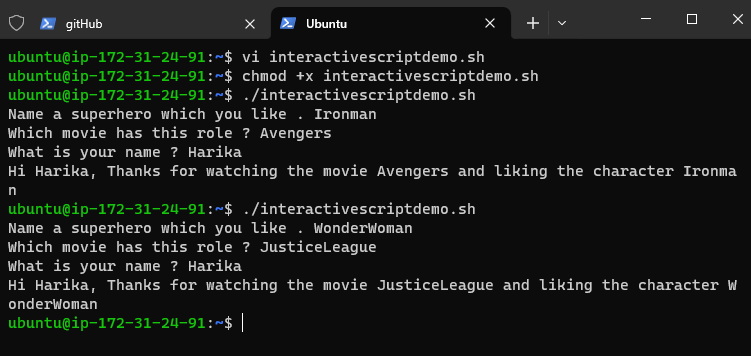 gitHub
Ubuntu
ubuntu@ip-172-31-24-91:~$ vi interactivescriptdemo.sh
ubuntu@ip-172-31-24-91:~$ chmod +x interactivescriptdemo.sh
ubuntu@ip-172-31-24-91:~$ ./interactivescriptdemo.sh
Name a superhero which you like . Ironman
Which movie has this role ? Avengers
What is your name ? Harika
Hi Harika, Thanks for watching the movie Avengers and liking the character Ironma
n
ubuntu@ip-172-31-24-91:~$ ./interactivescriptdemo.sh
Name a superhero which you like . WonderWoman
Which movie has this role ? JusticeLeague
What is your name ? Harika
Hi Harika, Thanks for watching the movie JusticeLeague and liking the character W
onderWoman
ubuntu@ip-172-31-24-91:~$